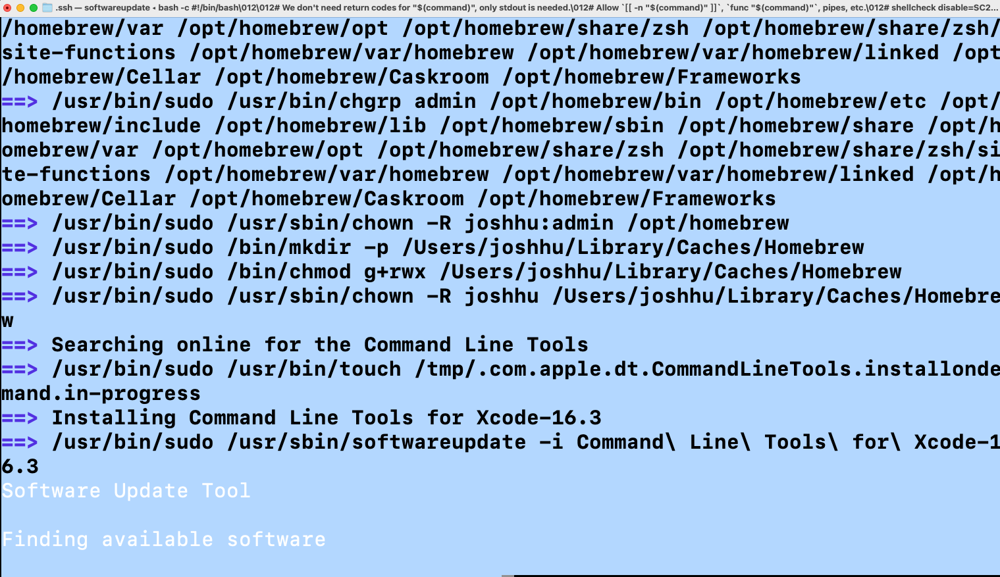 .ssh — softwareupdate ◂ bash -c #!/bin/bash\012\012# We don't need return codes for "$(command)", only stdout is needed.\012# Allow `[[ -n "$(command)" ]]`, `func "$(command)"`, pipes, etc.\012# shellcheck disable=SC2...
/homebrew/var /opt/homebrew/opt /opt/homebrew/share/zsh /opt/homebrew/share/zsh/
site-functions /opt/homebrew/var/homebrew /opt/homebrew/var/homebrew/linked /opt
/homebrew/Cellar /opt/homebrew/Caskroom /opt/homebrew/Frameworks
==> /usr/bin/sudo /usr/bin/chgrp admin /opt/homebrew/bin /opt/homebrew/etc /opt/
homebrew/include /opt/homebrew/lib /opt/homebrew/sbin /opt/homebrew/share /opt/h
omebrew/var /opt/homebrew/opt /opt/homebrew/share/zsh /opt/homebrew/share/zsh/si
te-functions /opt/homebrew/var/homebrew /opt/homebrew/var/homebrew/linked /opt/h
omebrew/Cellar /opt/homebrew/Caskroom /opt/homebrew/Frameworks
==> /usr/bin/sudo /usr/sbin/chown -R joshhu:admin /opt/homebrew
==> /usr/bin/sudo /bin/mkdir -p /Users/joshhu/Library/Caches/Homebrew
==> /usr/bin/sudo /bin/chmod g+rwx /Users/joshhu/Library/Caches/Homebrew
==> /usr/bin/sudo /usr/sbin/chown -R joshhu /Users/joshhu/Library/Caches/Homebre
w
==> Searching online for the Command Line Tools
==> /usr/bin/sudo /usr/bin/touch /tmp/.com.apple.dt.CommandLineTools.installonde
mand.in-progress
==> Installing Command Line Tools for Xcode-16.3
==> /usr/bin/sudo /usr/sbin/softwareupdate -i Command\ Line\ Tools\ for\ Xcode-1
6.3
Software Update Tool
Finding available software